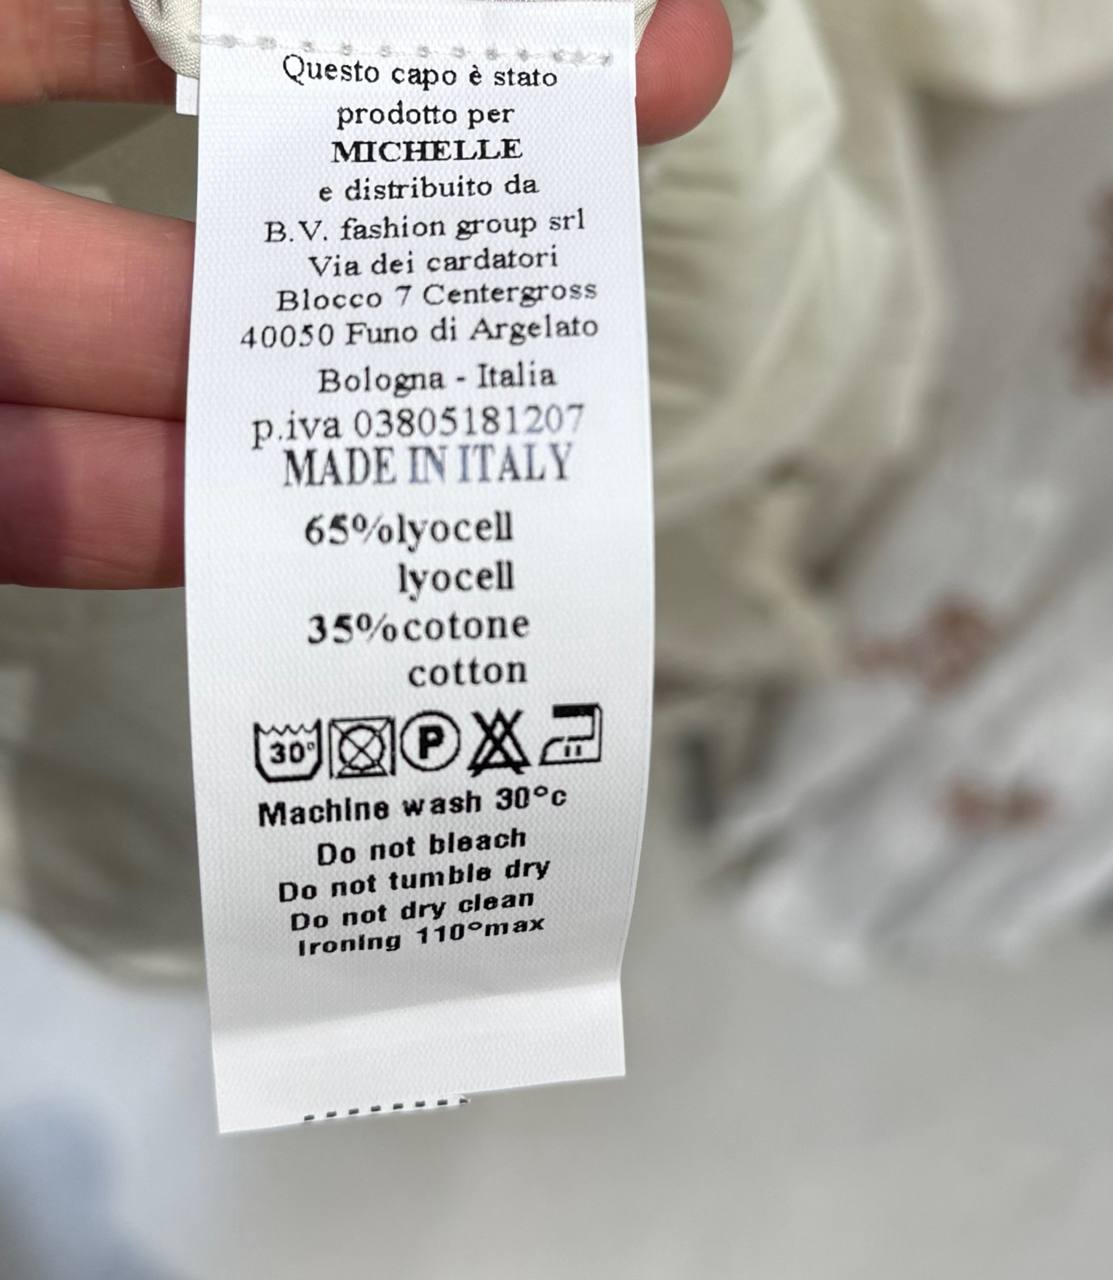 Questo capo è stato
prodotto per
MICHELLE
e distribuito da
B.V. fashion group srl
Via dei cardatori
Blocco 7 Centergross
40050 Funo di Argelato
Bologna - Italia
p.iva 03805181207
MADE IN ITALY
65%lyocell
lyocell
35%cotone
cotton
30° P
Machine wash 30°c
Do not bleach
Do not tumble dry
Do not dry clean
Ironing 110°max